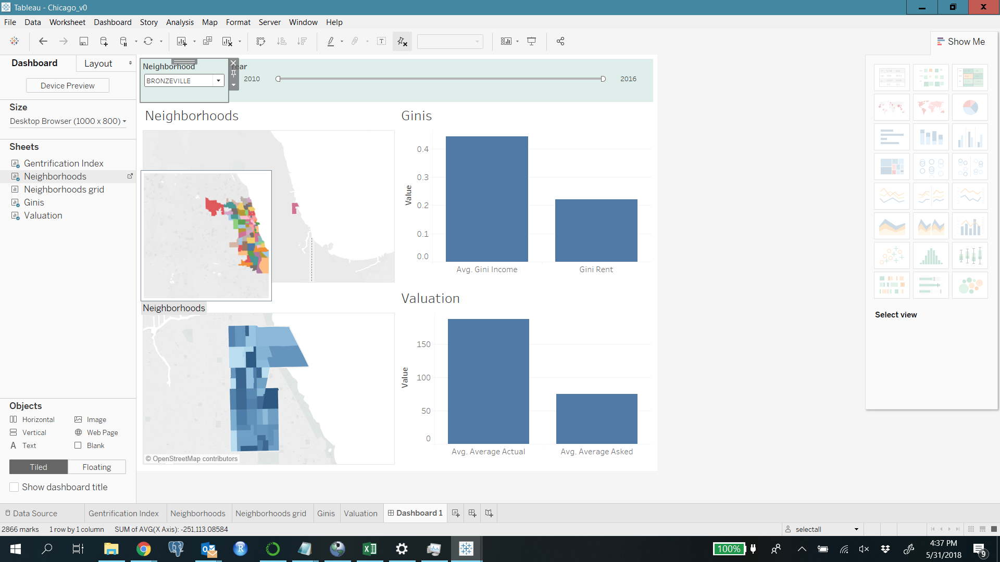 Tableau - Chicago_v0
File Data Worksheet Dashboard Story Analysis Map Format Server Window Help
Show Me
Dashboard
Layout
Device Preview
Size
Desktop Browser (1000 x 800)
Sheets
Gentrification Index
Neighborhoods
Neighborhoods grid
Ginis
Valuation
Objects
Horizontal
Image
Vertical
Web Page
A Text
Blank
Tiled
Floating
Show dashboard title
Neighborhood
BRONZEVILLE
Year
2010
2016
Neighborhoods
Neighborhoods
© OpenStreetMap contributors
Ginis
Value
0.4
0.3
0.2
0.1
0.0
Avg. Gini Income
Gini Rent
Valuation
Value
150
100
50
0
Avg. Average Actual
Avg. Average Asked
Select view
Data Source
Gentrification Index
Neighborhoods
Neighborhoods grid
Ginis
Valuation
Dashboard 1
2866 marks
1 row by 1 column
SUM of AVG(X Axis): -251,113.08584
selectall
100%
4:37 PM
5/31/2018
9